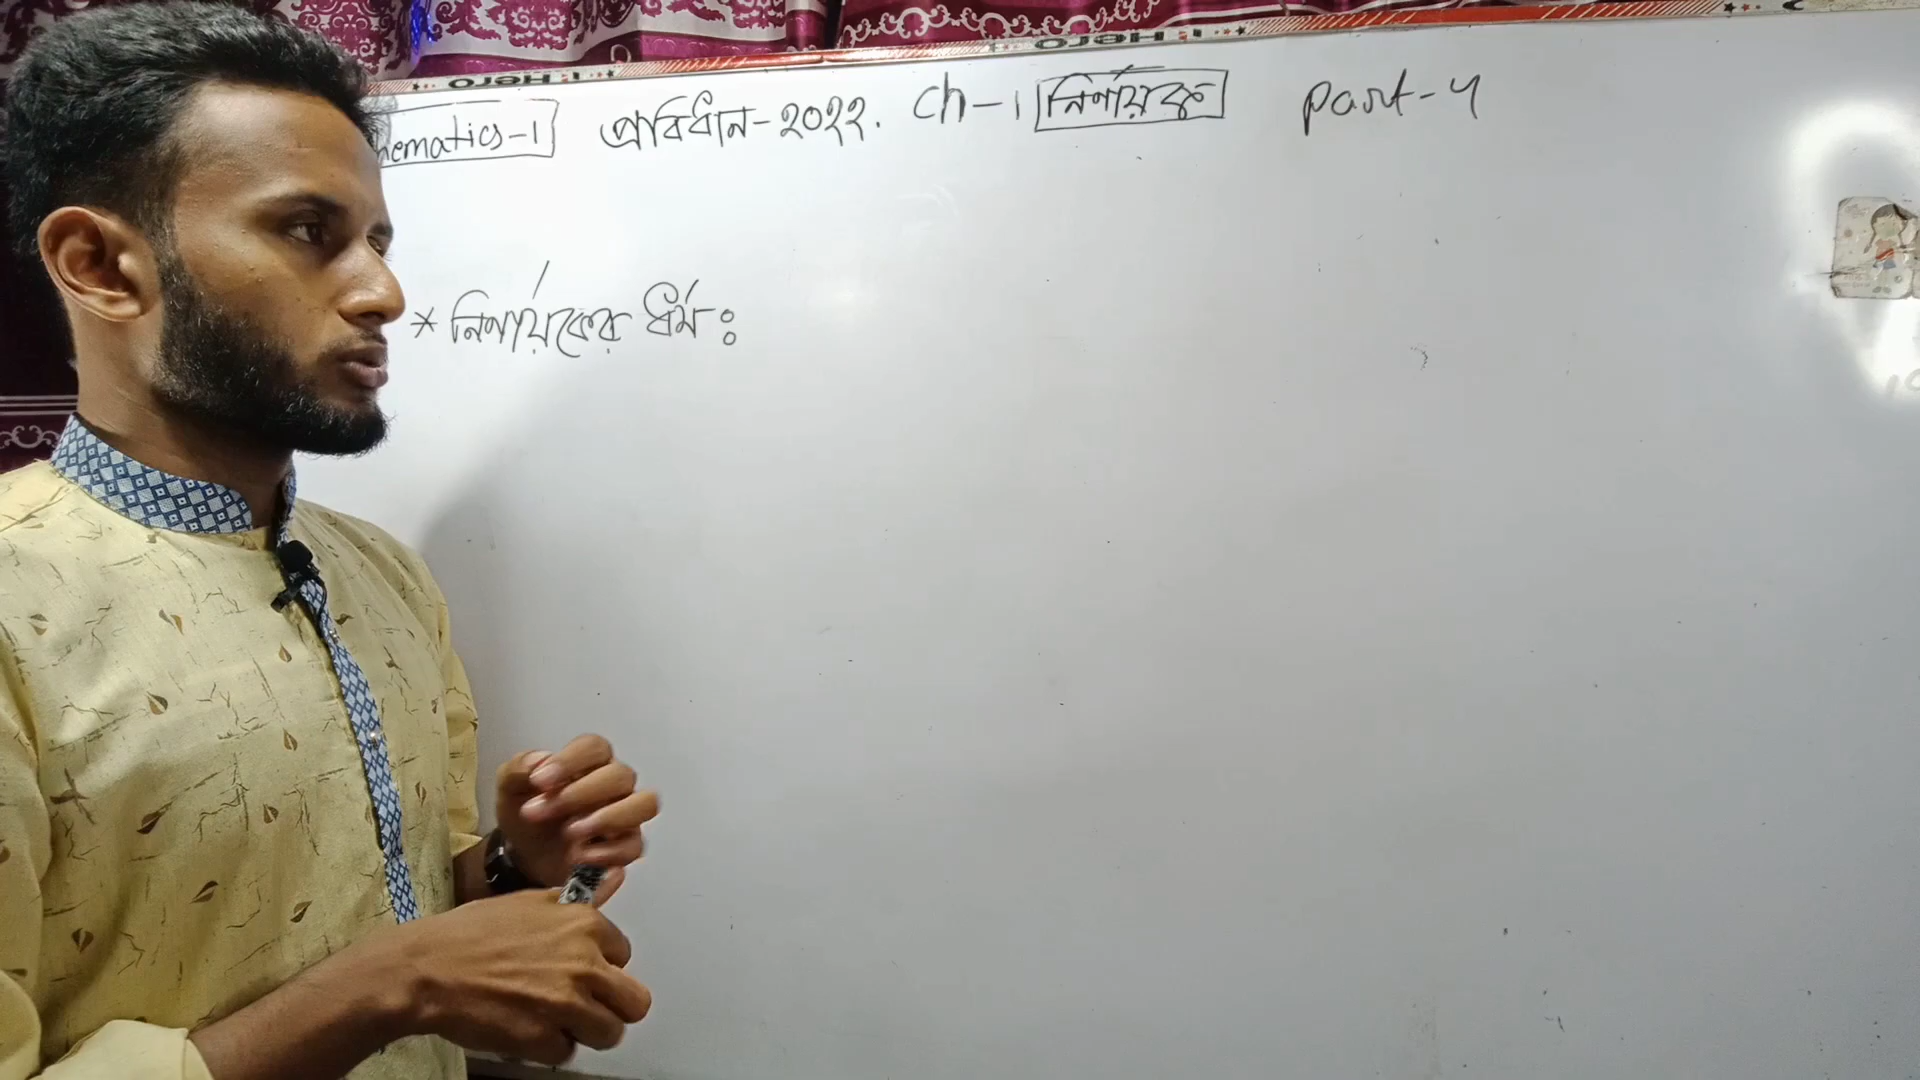 hematics-1 প্রবিধান-২০২২. ch-1 নির্ণায়ক part-4
* নির্ণায়কের ধর্ম ঃ